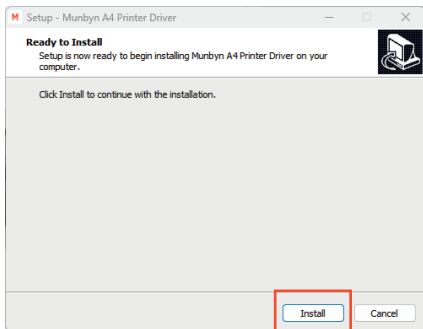 M Setup - Munbyn A4 Printer Driver
Ready to Install
Setup is now ready to begin installing Munbyn A4 Printer Driver on your
computer.
Click Install to continue with the installation.
Install Cancel